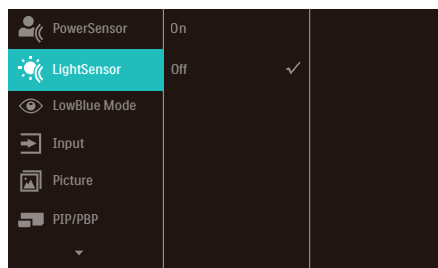 PowerSensor
On
LightSensor
Off
LowBlue Mode
Input
Picture
PIP/PBP